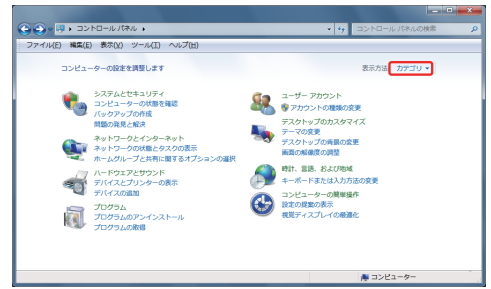 コントロール パネル
コントロール パネルの検索
ファイル(F) 編集(E) 表示(V) ツール(T) ヘルプ(H)
コンピューターの設定を調整します
表示方法: カテゴリ
システムとセキュリティ
コンピューターの状態を確認
バックアップの作成
問題の発見と解決
ネットワークとインターネット
ネットワークの状態とタスクの表示
ホームグループと共有に関するオプションの選択
ハードウェアとサウンド
デバイスとプリンターの表示
デバイスの追加
プログラム
プログラムのアンインストール
プログラムの取得
ユーザー アカウント
アカウントの種類の変更
デスクトップのカスタマイズ
テーマの変更
デスクトップの背景の変更
画面の解像度の調整
時計、言語、および地域
キーボードまたは入力方法の変更
コンピューターの簡単操作
設定の提案の表示
視覚ディスプレイの最適化
コンピューター